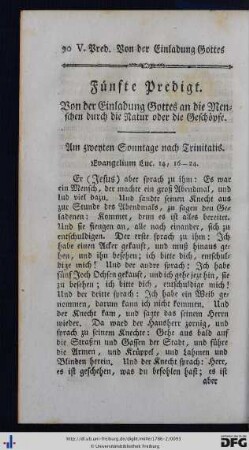 90 V. Pred. Von der Einladung Gottes
Fünfte Predigt.
Von der Einladung Gottes an die Men-
schen durch die Natur oder die Geschöpfe.
Am zweyten Sonntage nach Trinitatis.
Evangelium Luc. 14, 16-24.
Er (Jesus) aber sprach zu ihm: Es war
ein Mensch, der machte ein groß Abendmal, und
lud viel dazu. Und sandte seinen Knecht aus
zur Stunde des Abendmals, zu sagen den Ge-
ladenen: Kommet, denn es ist alles bereitet.
Und sie fiengen an, alle nach einander, sich zu
entschuldigen. Der erste sprach zu ihm: Ich
habe einen Acker gekauft, und muß hinaus ge-
hen, und ihn besehen; ich bitte dich, entschuldi-
ge mich! Und der andre sprach: Ich habe
fünf Joch Ochsen gekauft, und ich gehe jezt hin, sie
zu besehen; ich bitte dich, entschuldige mich!
Und der dritte sprach: Ich habe ein Weib ge-
nommen, darum kann ich nicht kommen. Und
der Knecht kam, und sagte das seinem Herrn
wieder. Da ward der Hausherr zornig, und
sprach zu seinem Knechte: Gehe aus bald auf
die Straßen und Gassen der Stadt, und führe
die Armen, und Krüppel, und Lahmen und
Blinden herein. Und der Knecht sprach: Herr,
es ist geschehen, was du befohlen hast; es ist
aber
© Universitätsbibliothek Freiburg